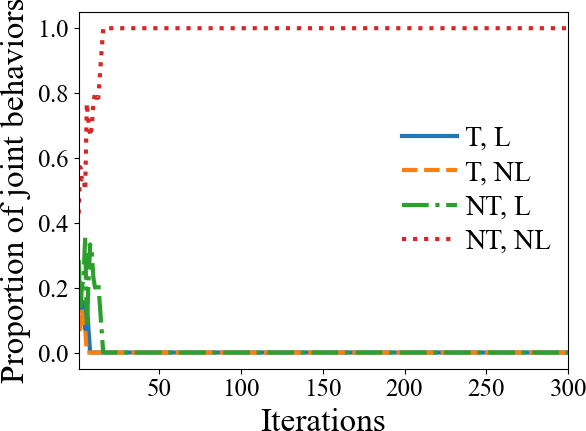 Proportion of joint behaviors
1.0
0.8
0.6
0.4
0.2
0.0
T, L
T, NL
NT, L
NT, NL
50 100 150 200 250 300
Iterations